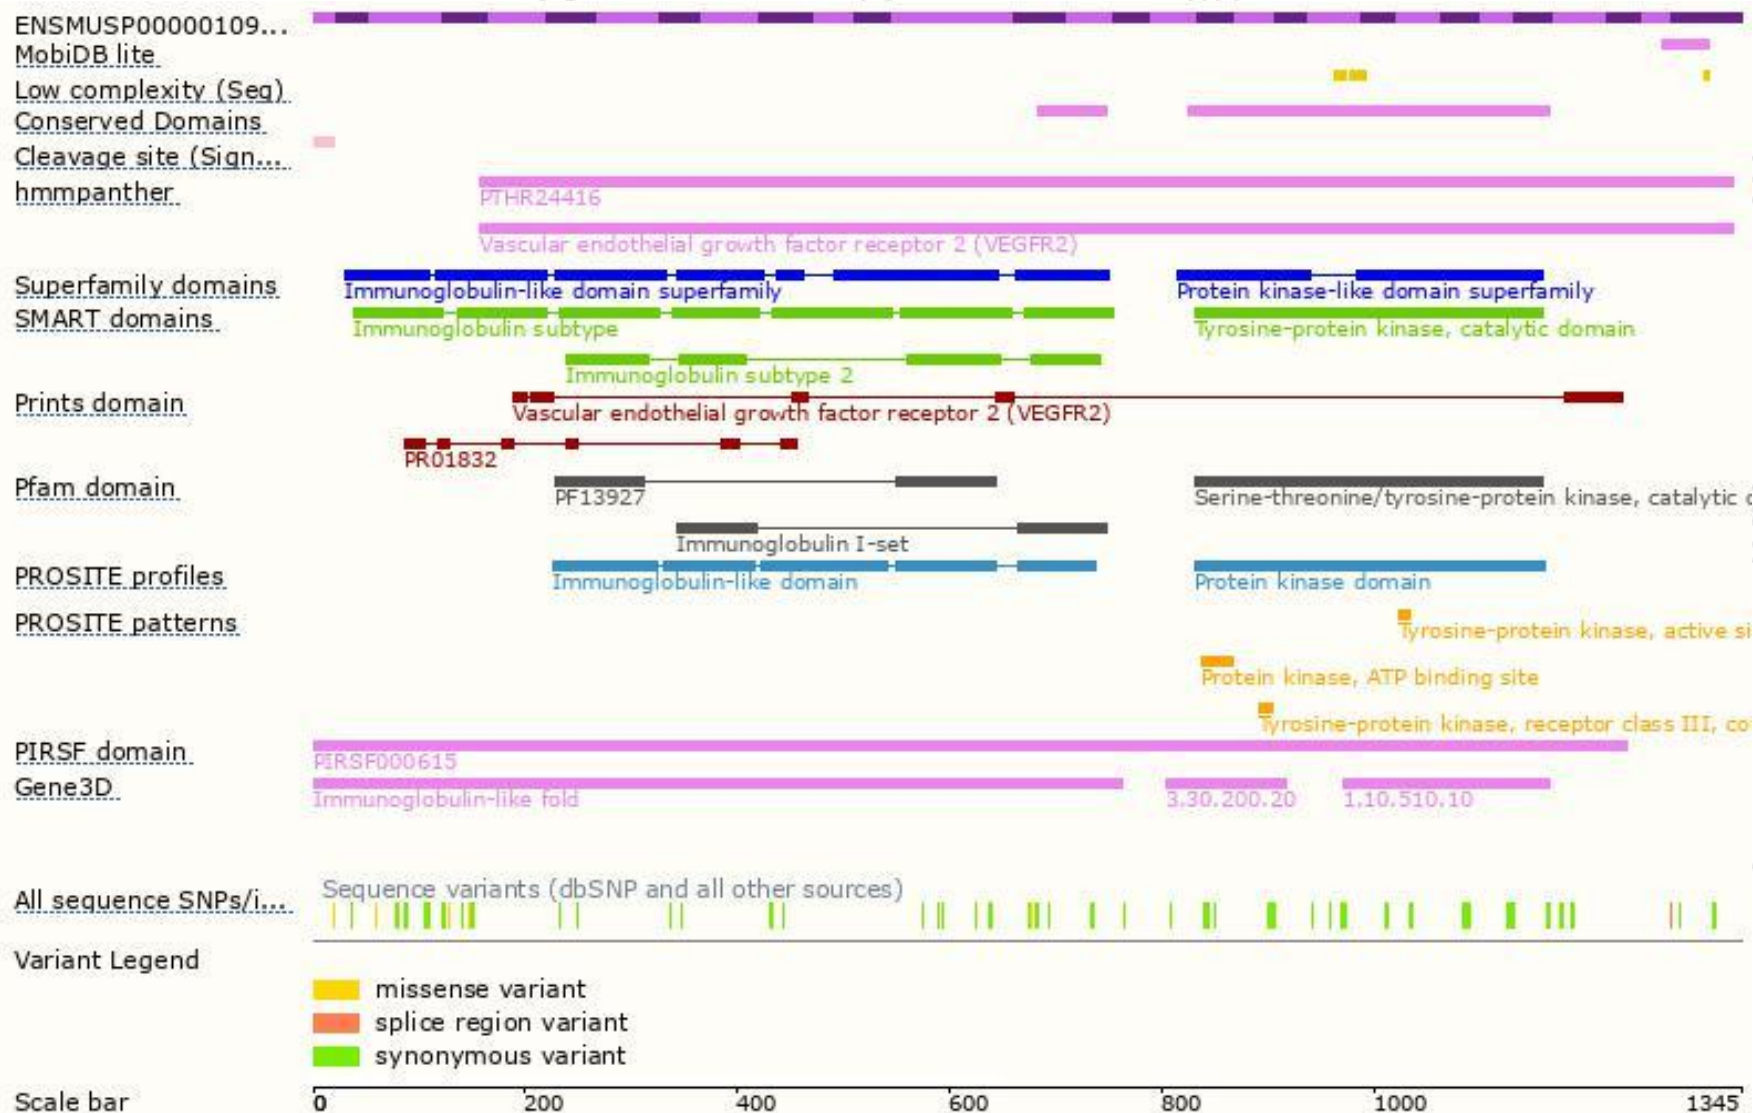 ENSMUSP00000109...
MobiDB lite
Low complexity (Seg)
Conserved Domains
Cleavage site (Sign...
hmmpanther
PTHR24416
Vascular endothelial growth factor receptor 2 (VEGFR2)
Superfamily domains
Immunoglobulin-like domain superfamily
Protein kinase-like domain superfamily
SMART domains
Immunoglobulin subtype
Tyrosine-protein kinase, catalytic domain
Immunoglobulin subtype 2
Prints domain
Vascular endothelial growth factor receptor 2 (VEGFR2)
PR01832
Pfam domain
PF13927
Serine-threonine/tyrosine-protein kinase, catalytic
Immunoglobulin I-set
PROSITE profiles
Immunoglobulin-like domain
Protein kinase domain
PROSITE patterns
Tyrosine-protein kinase, active si
Protein kinase, ATP binding site
Tyrosine-protein kinase, receptor class III, co
PIRSF domain
PIRSF000615
Gene3D
Immunoglobulin-like fold
3.30.200.20
1.10.510.10
All sequence SNPs/i...
Sequence variants (dbSNP and all other sources)
Variant Legend
missense variant
splice region variant
synonymous variant
Scale bar
0 200 400 600 800 1000 1345